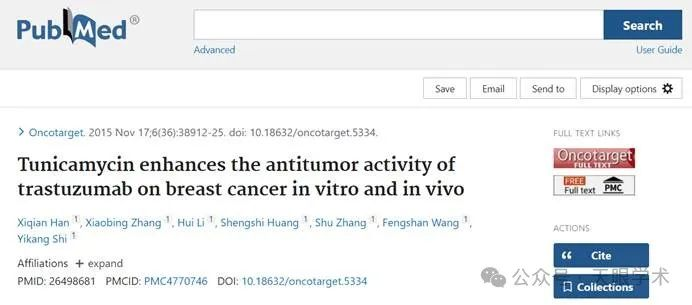 PubMed®
Search
Advanced
User Guide
Save
Email
Send to
Display options
Oncotarget. 2015 Nov 17;6(36):38912-25. doi: 10.18632/oncotarget.5334.
Tunicamycin enhances the antitumor activity of
trastuzumab on breast cancer in vitro and in vivo
Xiqian Han 1, Xiaobing Zhang 1, Hui Li 1, Shengshi Huang 1, Shu Zhang 1, Fengshan Wang 1,
Yikang Shi 1
Affiliations + expand
PMID: 26498681 PMCID: PMC4770746 DOI: 10.18632/oncotarget.5334
FULL TEXT LINKS
Oncotarget
FULL TEXT
FREE
Full text
PMC
ACTIONS
Cite
Collections
公众号 · 天眼学术